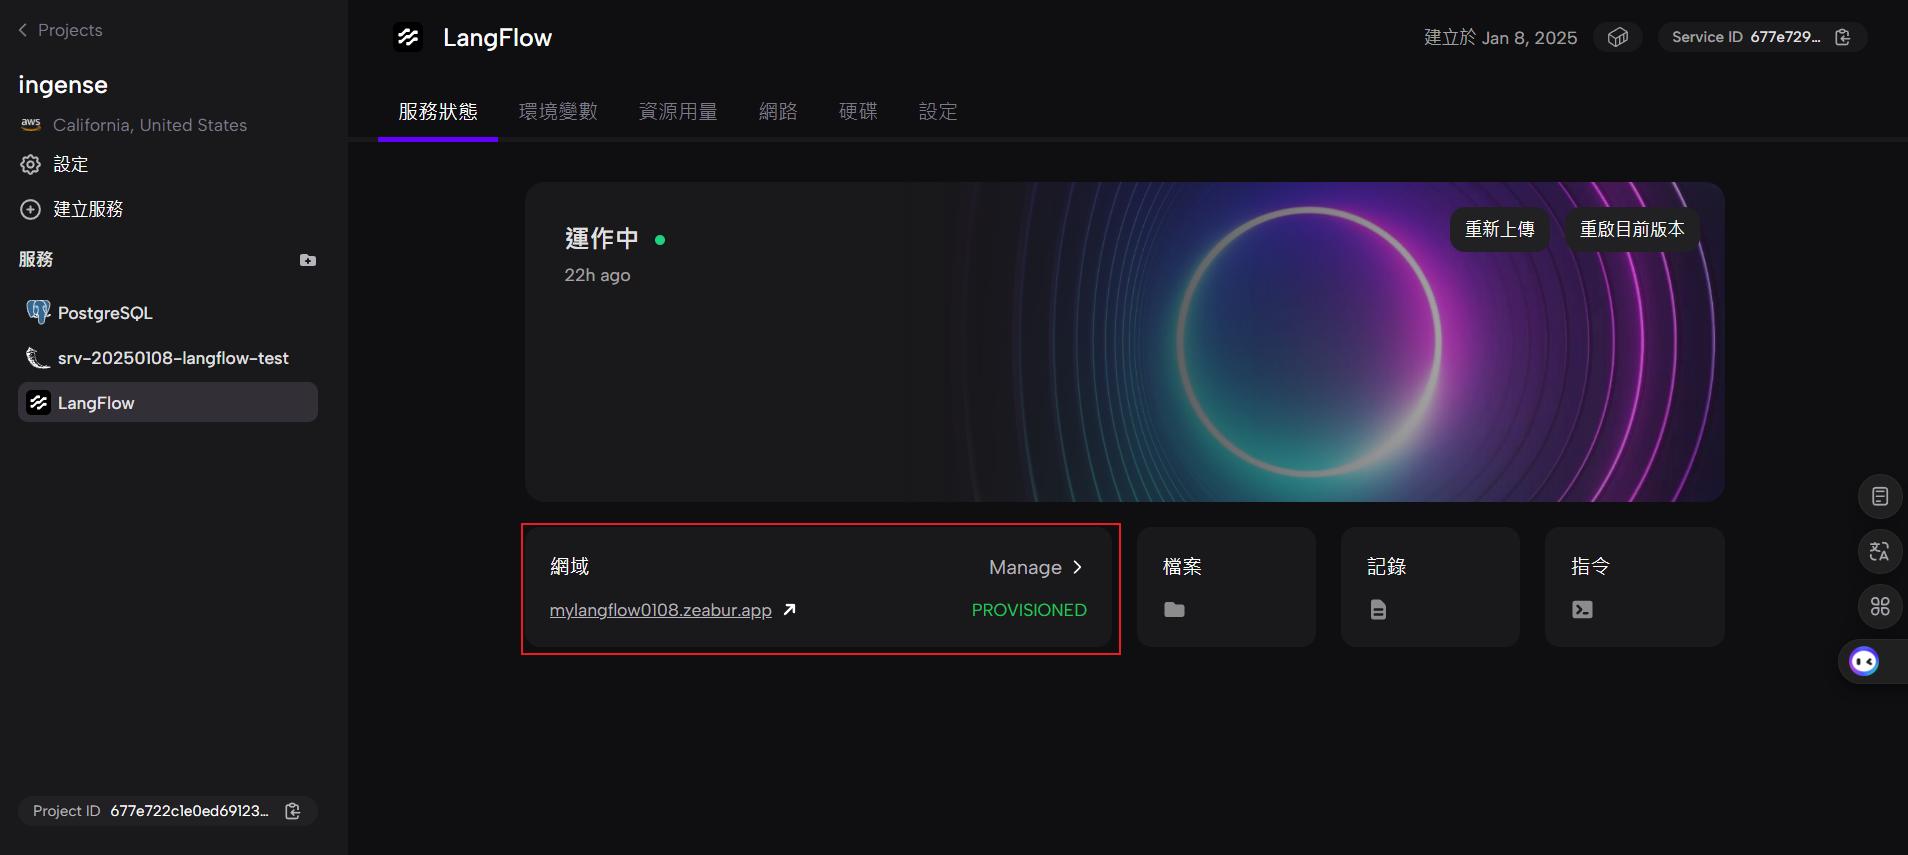 Projects
ingense
aws California, United States
設定
建立服務
服務
PostgreSQL
srv-20250108-langflow-test
LangFlow
Project ID 677e722c1e0ed69123...
LangFlow
建立於 Jan 8, 2025
Service ID 677e729...
服務狀態 環境變數 資源用量 網路 硬碟 設定
運作中
22h ago
重新上傳 重啟目前版本
網域 Manage
mylangflow0108.zeabur.app PROVISIONED
檔案
記錄
指令